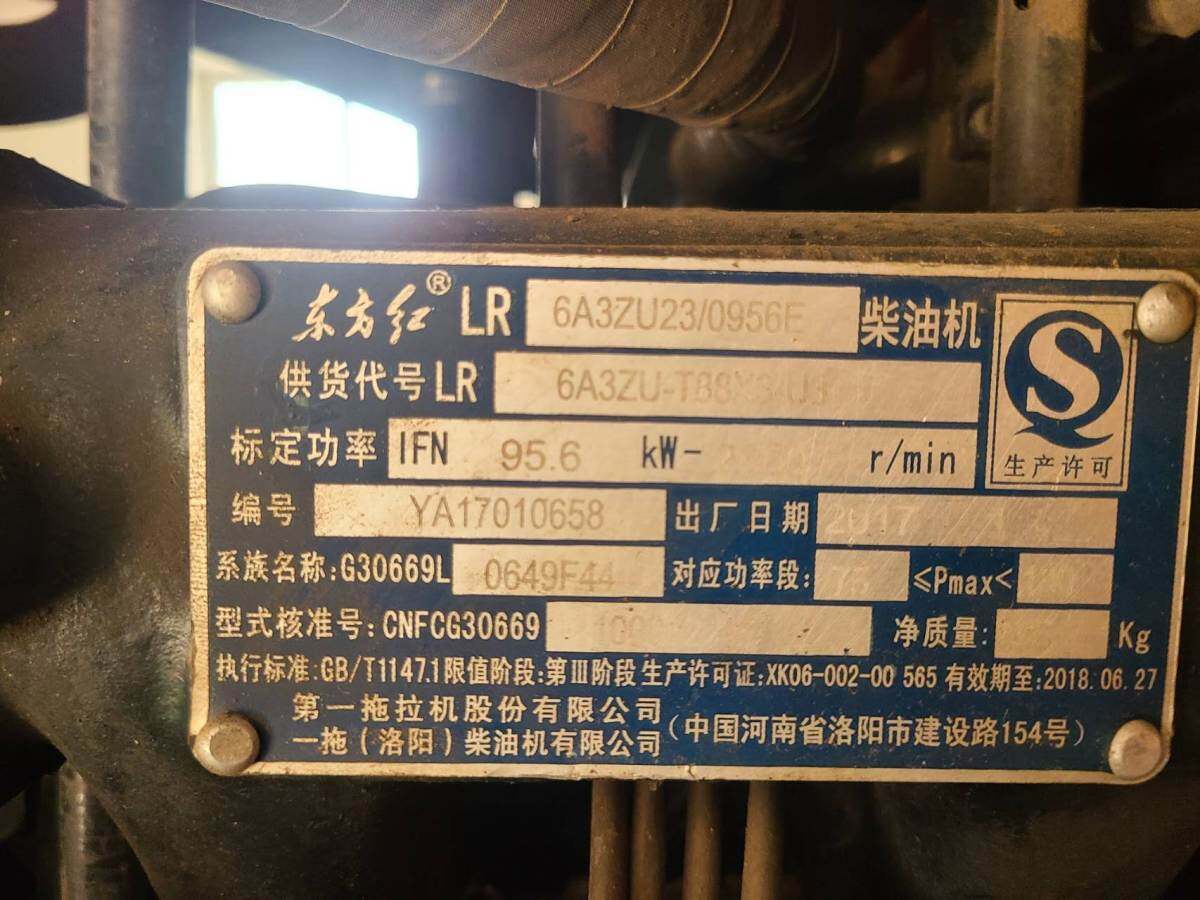 东方红® LR 6A3ZU23/0956E 柴油机
供货代号 LR 6A3ZU-T88
标定功率 IFN 95.6 kW- r/min
S
生产许可
编号 YA17010658 出厂日期 2017
系族名称:G30669L 0649F44 对应功率段: ≤Pmax<
型式核准号:CNFCG30669 净质量: Kg
执行标准:GB/T1147.1 限值阶段:第Ⅲ阶段 生产许可证:XK06-002-00 565 有效期至:2018.06.27
第一拖拉机股份有限公司
一拖(洛阳)柴油机有限公司 (中国河南省洛阳市建设路154号)